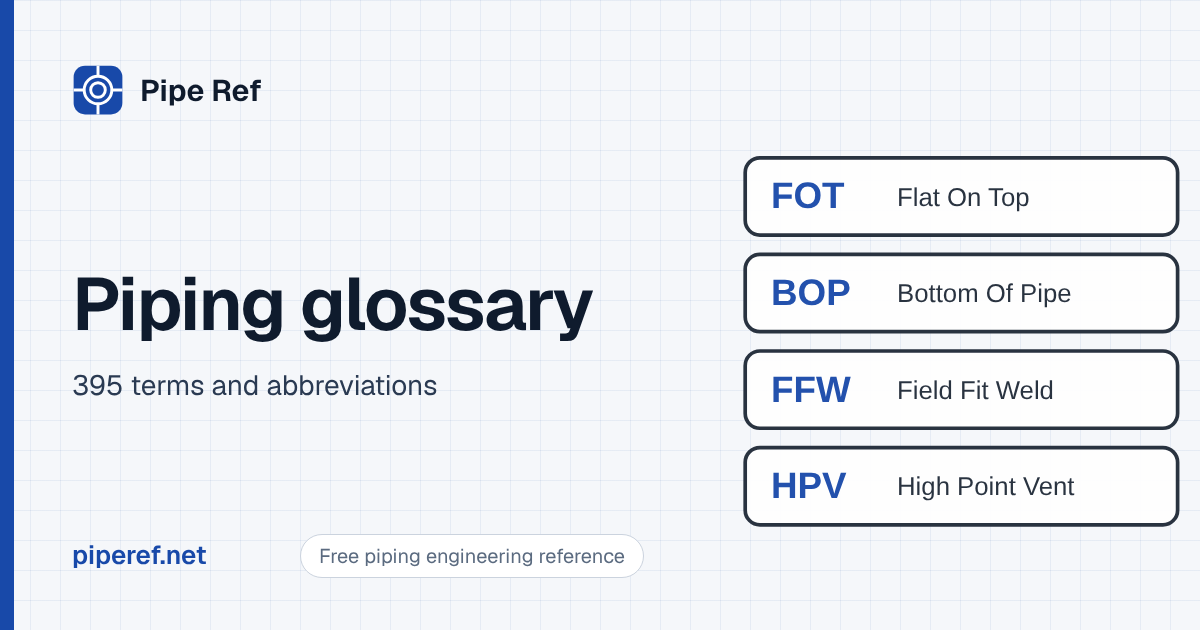 Pipe Ref
Piping glossary
395 terms and abbreviations
piperef.net
Free piping engineering reference
FOT Flat On Top
BOP Bottom Of Pipe
FFW Field Fit Weld
HPV High Point Vent